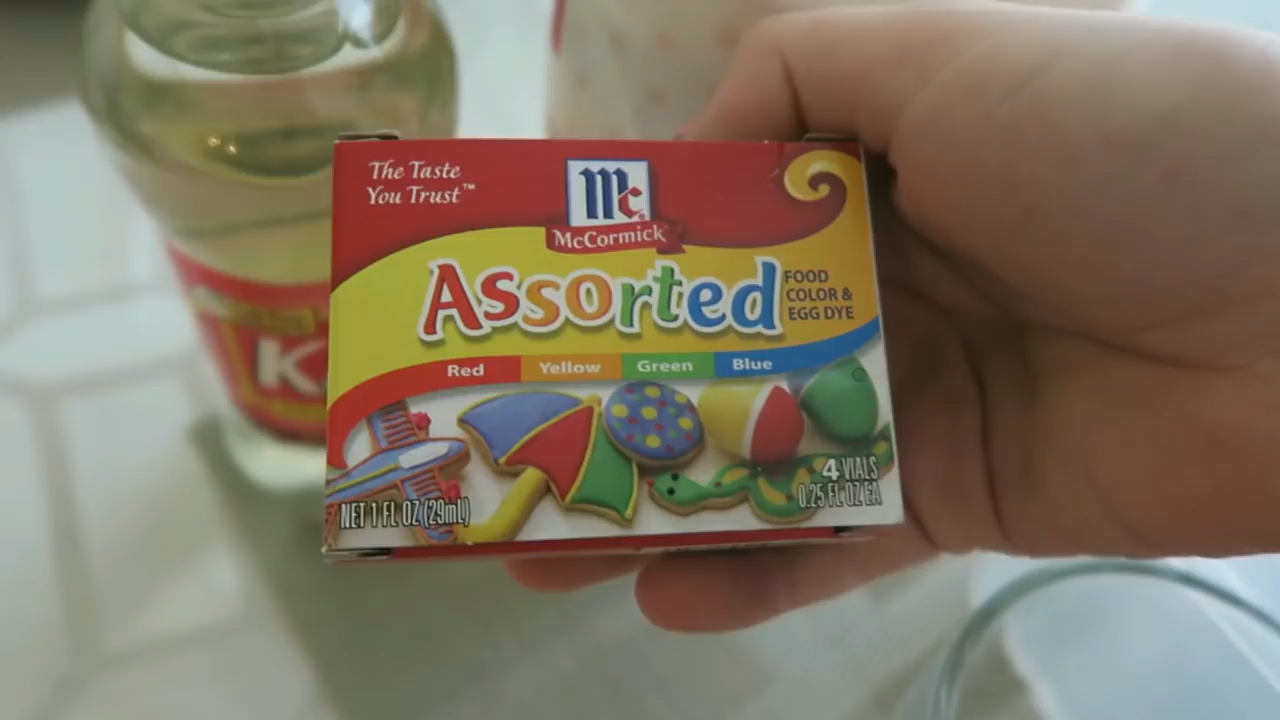 The Taste
You Trust™
Mc
McCormick
Assorted
FOOD
COLOR &
EGG DYE
Red Yellow Green Blue
4 VIALS
0.25 FL OZ EA
NET 1 FL OZ (29mL)
K